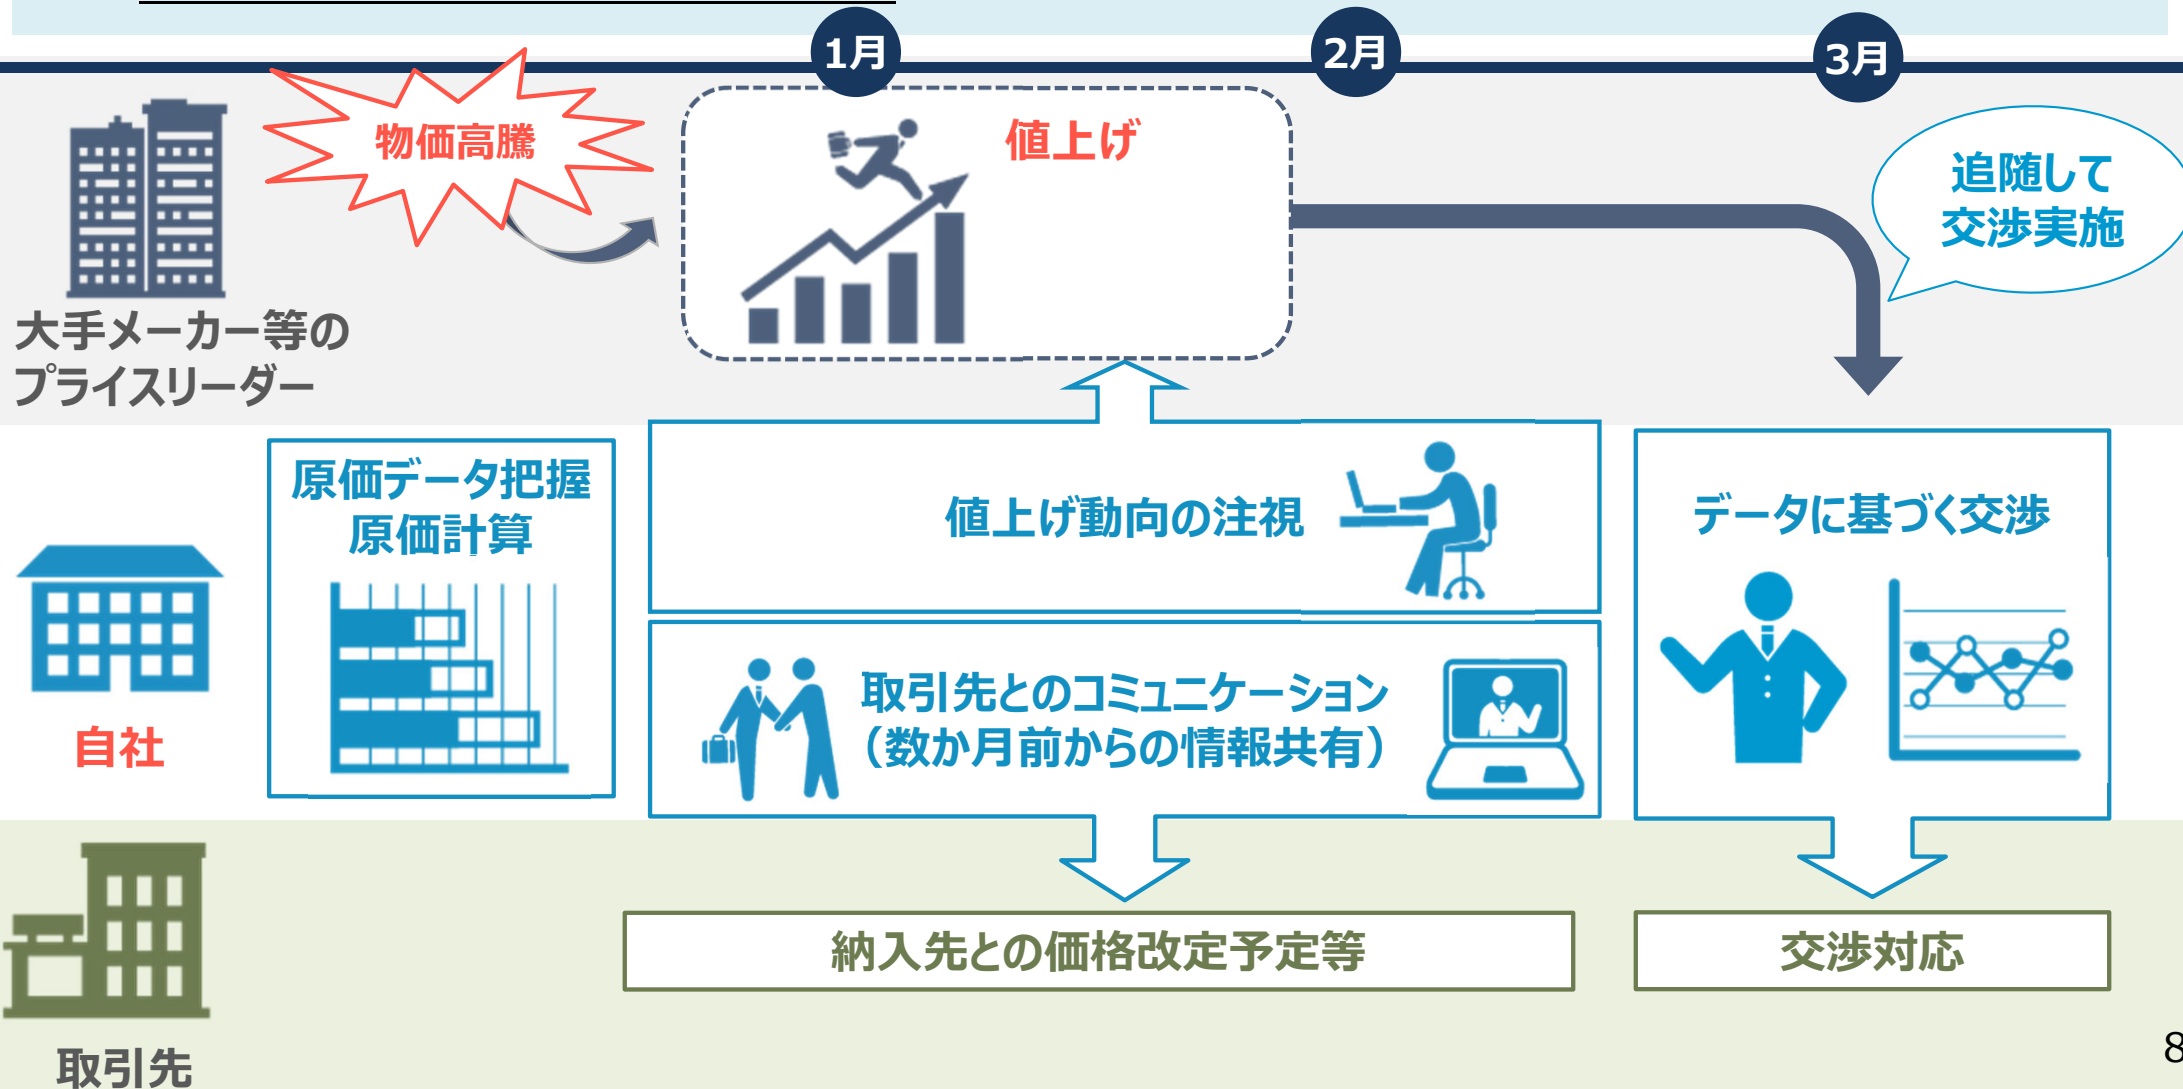 1月
2月
3月
物価高騰
値上げ
追随して
交渉実施
大手メーカー等の
プライスリーダー
原価データ把握
原価計算
値上げ動向の注視
データに基づく交渉
取引先とのコミュニケーション
（数か月前からの情報共有）
自社
納入先との価格改定予定等
交渉対応
取引先
8